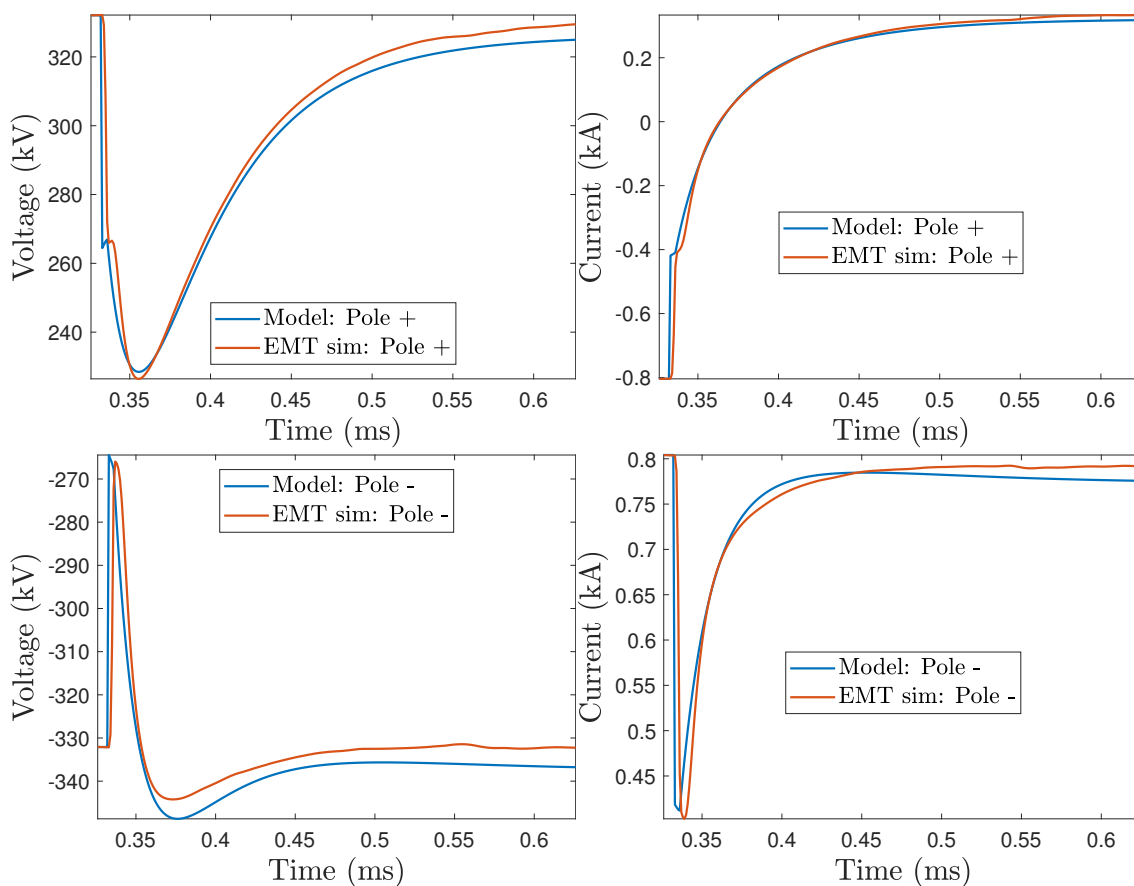 Voltage (kV)
320
300
280
260
240
0.35 0.4 0.45 0.5 0.55 0.6
Time (ms)
Model: Pole +
EMT sim: Pole +
Current (kA)
0.2
0
-0.2
-0.4
-0.6
-0.8
0.35 0.4 0.45 0.5 0.55 0.6
Time (ms)
Model: Pole +
EMT sim: Pole +
Voltage (kV)
-270
-280
-290
-300
-310
-320
-330
-340
0.35 0.4 0.45 0.5 0.55 0.6
Time (ms)
Model: Pole -
EMT sim: Pole -
Current (kA)
0.8
0.75
0.7
0.65
0.6
0.55
0.5
0.45
0.35 0.4 0.45 0.5 0.55 0.6
Time (ms)
Model: Pole -
EMT sim: Pole -